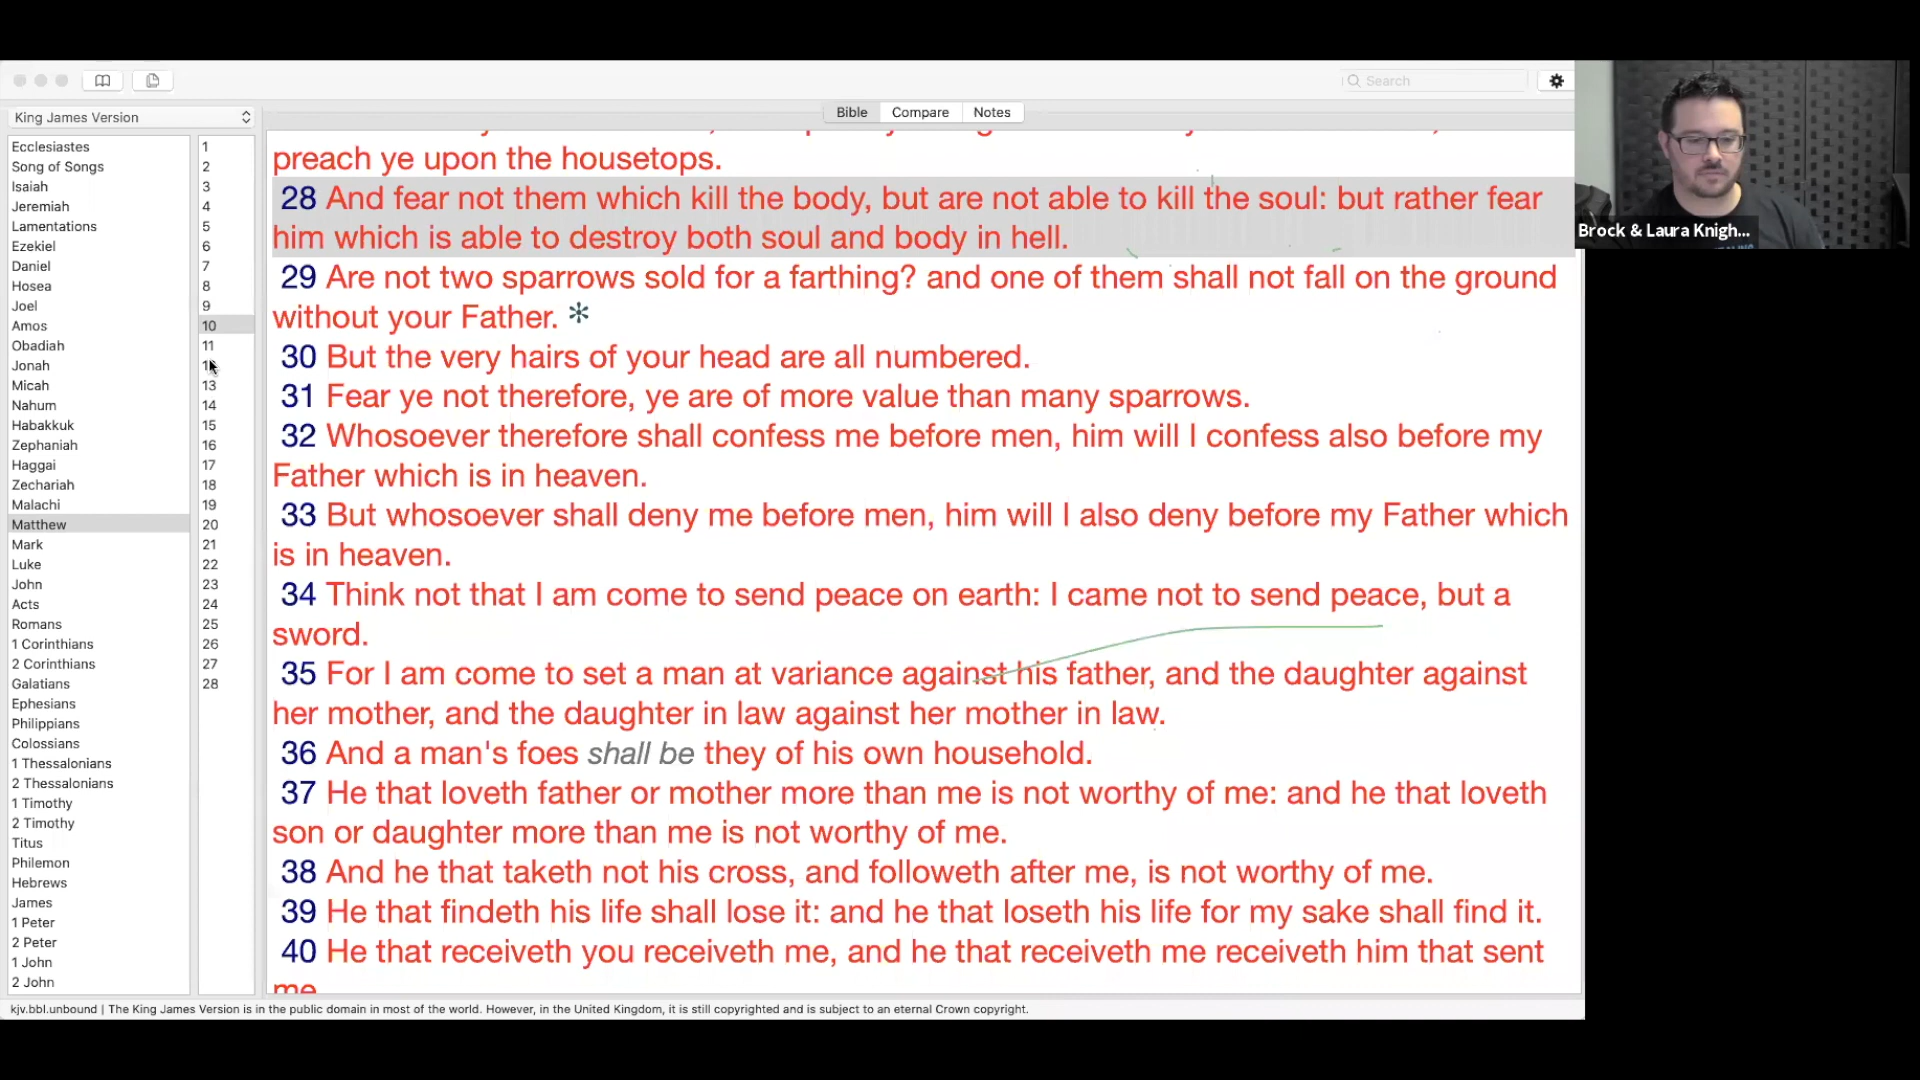 Search
King James Version
Bible
Compare
Notes
Ecclesiastes
Song of Songs
Isaiah
Jeremiah
Lamentations
Ezekiel
Daniel
Hosea
Joel
Amos
Obadiah
Jonah
Micah
Nahum
Habakkuk
Zephaniah
Haggai
Zechariah
Malachi
Matthew
Mark
Luke
John
Acts
Romans
1 Corinthians
2 Corinthians
Galatians
Ephesians
Philippians
Colossians
1 Thessalonians
2 Thessalonians
1 Timothy
2 Timothy
Titus
Philemon
Hebrews
James
1 Peter
2 Peter
1 John
2 John
1
2
3
4
5
6
7
8
9
10
11
13
14
15
16
17
18
19
20
21
22
23
24
25
26
27
28
preach ye upon the housetops.
28 And fear not them which kill the body, but are not able to kill the soul: but rather fear
him which is able to destroy both soul and body in hell.
29 Are not two sparrows sold for a farthing? and one of them shall not fall on the ground
without your Father. *
30 But the very hairs of your head are all numbered.
31 Fear ye not therefore, ye are of more value than many sparrows.
32 Whosoever therefore shall confess me before men, him will I confess also before my
Father which is in heaven.
33 But whosoever shall deny me before men, him will I also deny before my Father which
is in heaven.
34 Think not that I am come to send peace on earth: I came not to send peace, but a
sword.
35 For I am come to set a man at variance against his father, and the daughter against
her mother, and the daughter in law against her mother in law.
36 And a man's foes shall be they of his own household.
37 He that loveth father or mother more than me is not worthy of me: and he that loveth
son or daughter more than me is not worthy of me.
38 And he that taketh not his cross, and followeth after me, is not worthy of me.
39 He that findeth his life shall lose it: and he that loseth his life for my sake shall find it.
40 He that receiveth you receiveth me, and he that receiveth me receiveth him that sent
me.
Brock & Laura Knigh...
kjv.bbl.unbound | The King James Version is in the public domain in most of the world. However, in the United Kingdom, it is still copyrighted and is subject to an eternal Crown copyright.